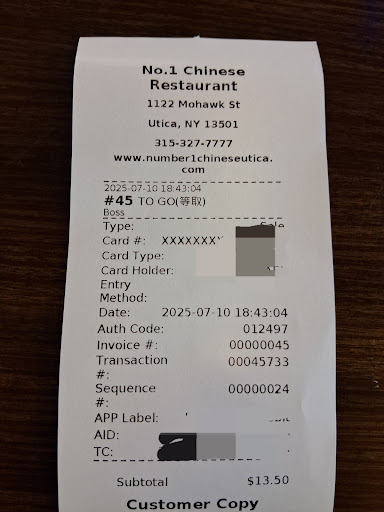 No.1 Chinese
Restaurant
1122 Mohawk St
Utica, NY 13501
315-327-7777
www.number1chineseutica.
com
2025-07-10 18:43:04
#45 TO GO(等取)
Boss
Type: Sale
Card #: XXXXXXX
Card Type:
Card Holder:
Entry
Method:
Date: 2025-07-10 18:43:04
Auth Code: 012497
Invoice #: 00000045
Transaction 00045733
#:
Sequence 00000024
#:
APP Label:
AID:
TC:
Subtotal $13.50
Customer Copy